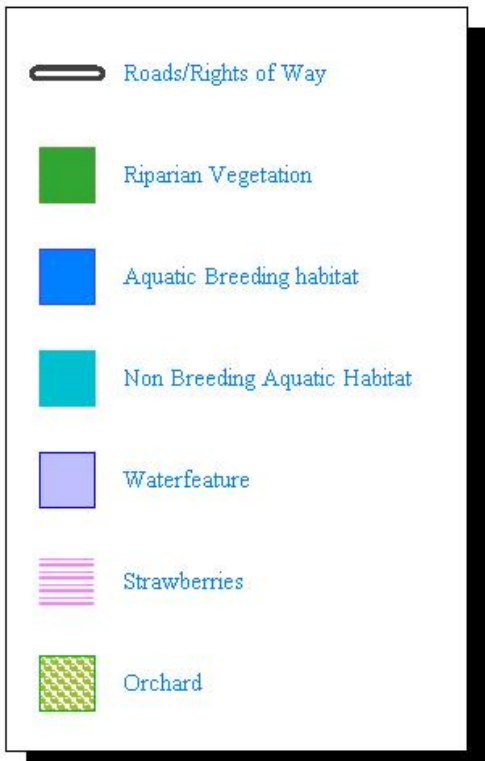 Roads/Rights of Way
Riparian Vegetation
Aquatic Breeding habitat
Non Breeding Aquatic Habitat
Waterfeature
Strawberries
Orchard